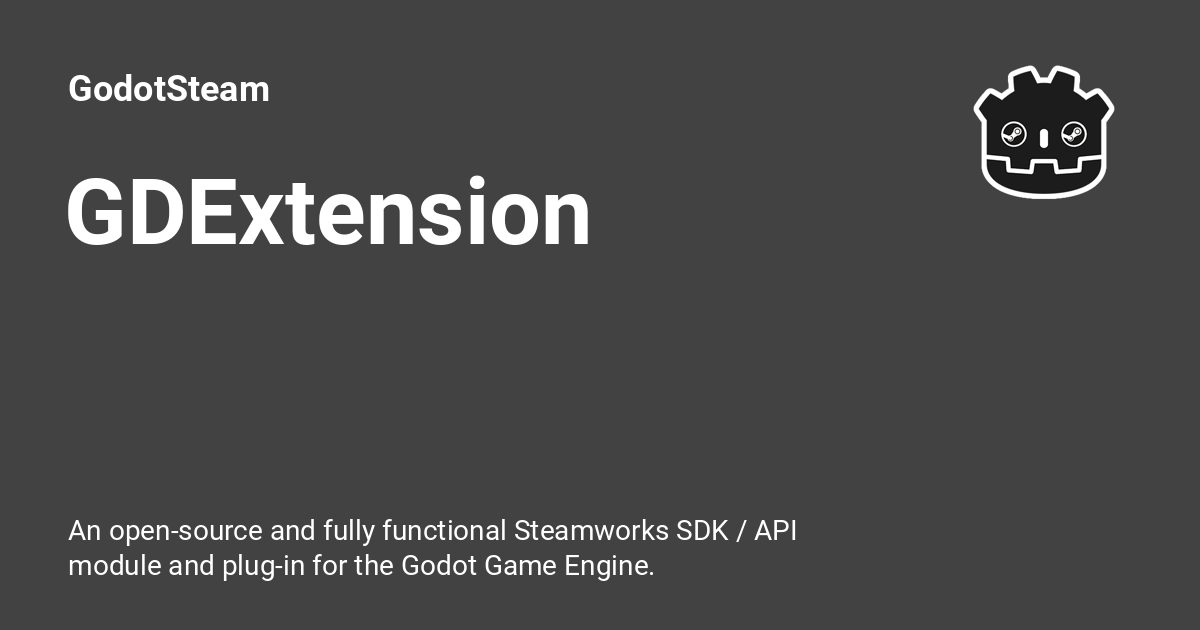 GodotSteam
GDExtension
An open-source and fully functional Steamworks SDK / API
module and plug-in for the Godot Game Engine.